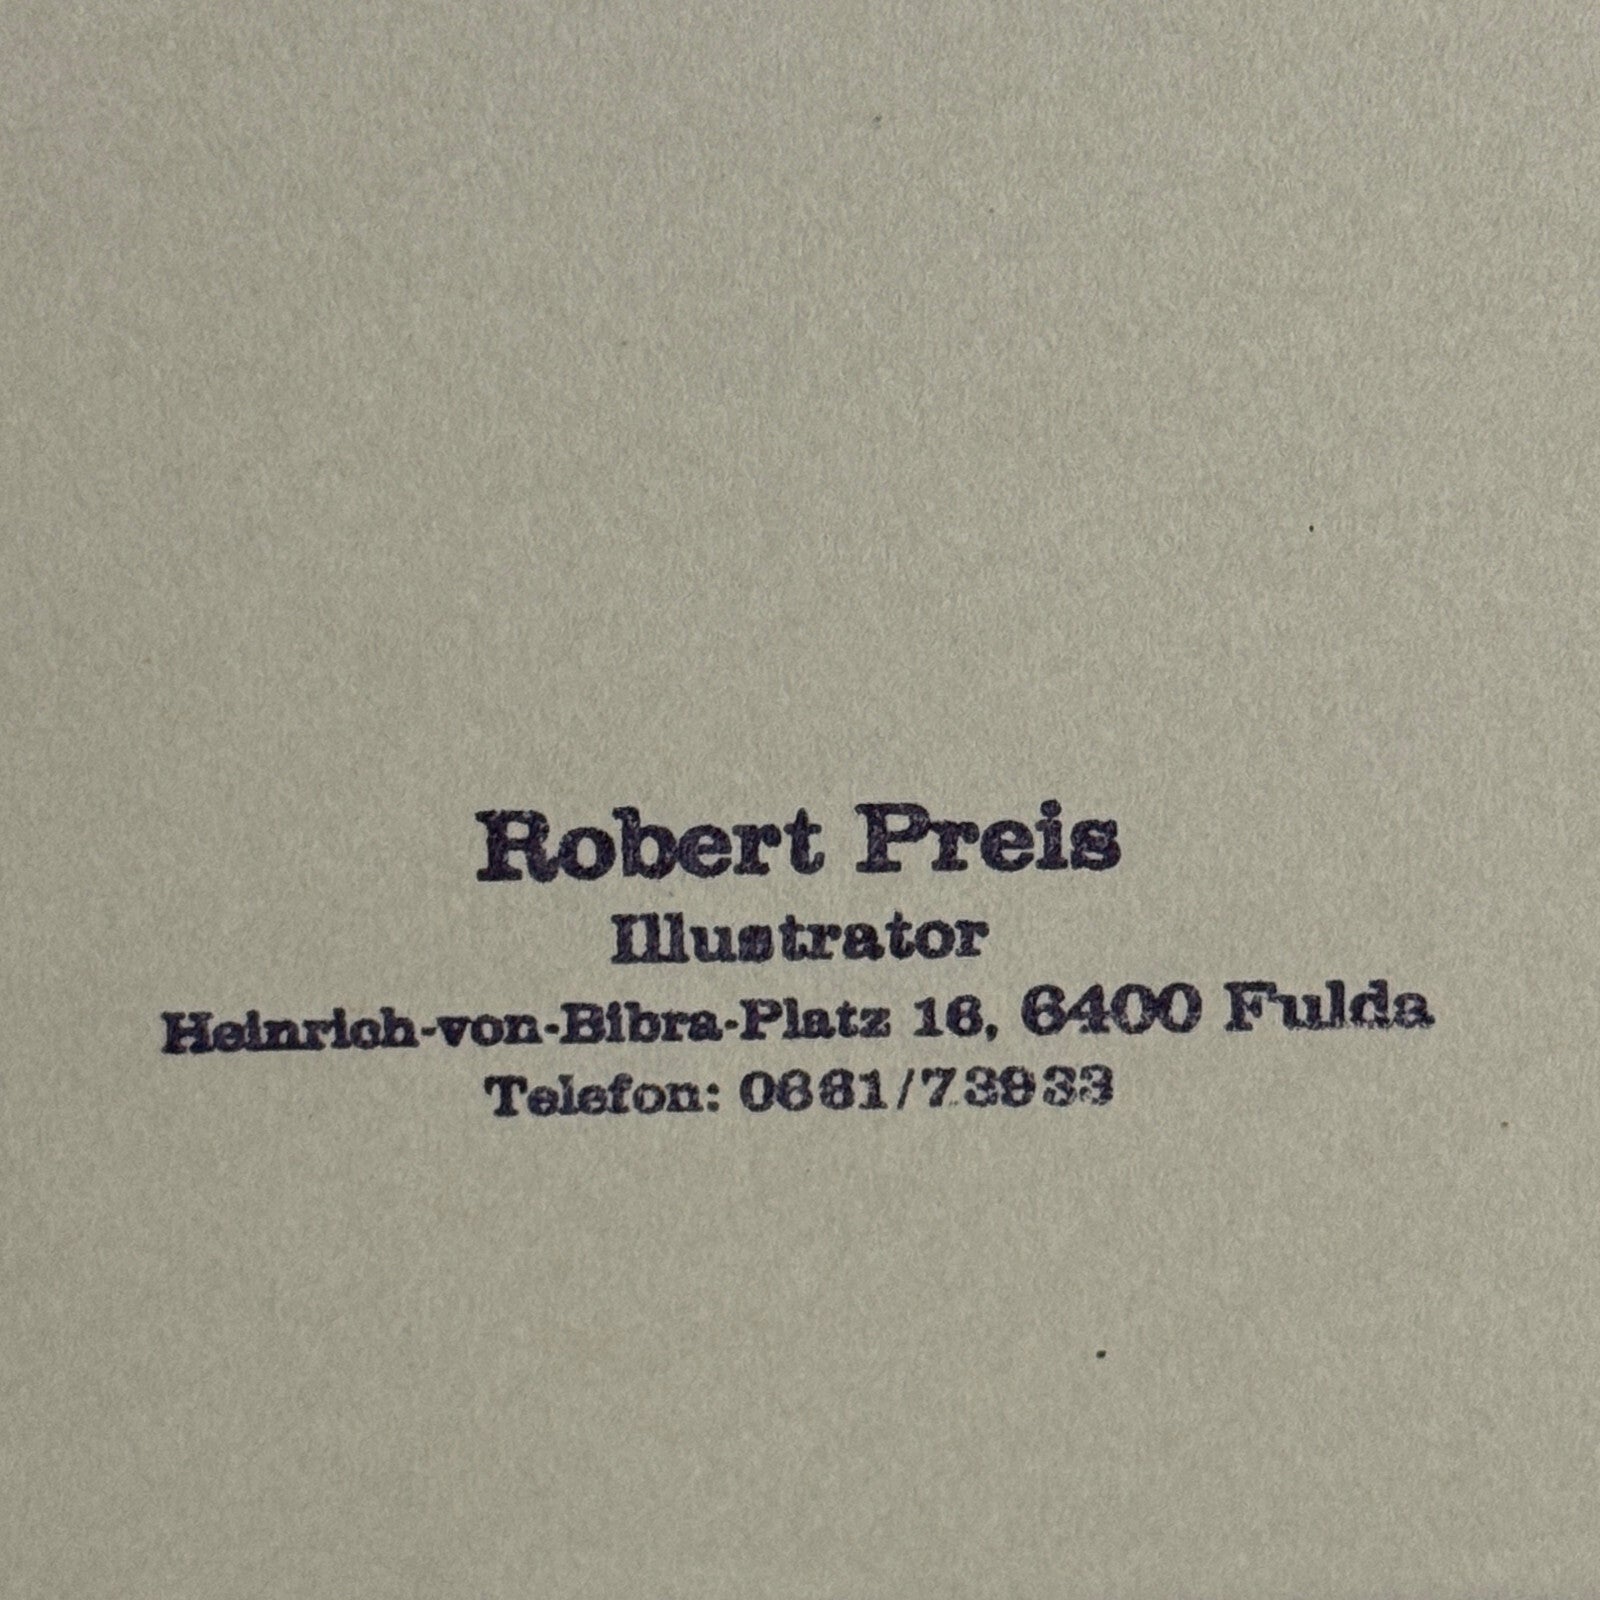 Robert Preis
Illustrator
Heinrich-von-Bibra-Platz 16, 6400 Fulda
Telefon: 0661/73933